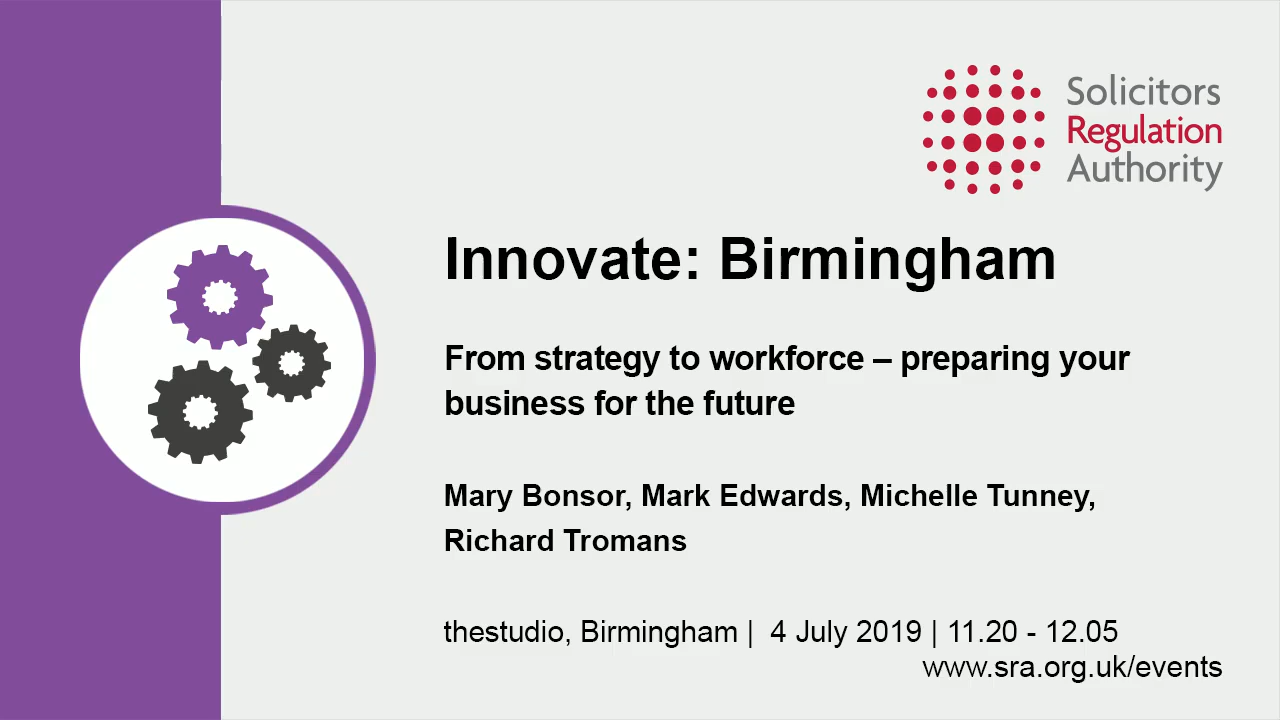 Solicitors
Regulation
Authority
Innovate: Birmingham
From strategy to workforce – preparing your
business for the future
Mary Bonsor, Mark Edwards, Michelle Tunney,
Richard Tromans
thestudio, Birmingham |  4 July 2019 | 11.20 - 12.05
www.sra.org.uk/events